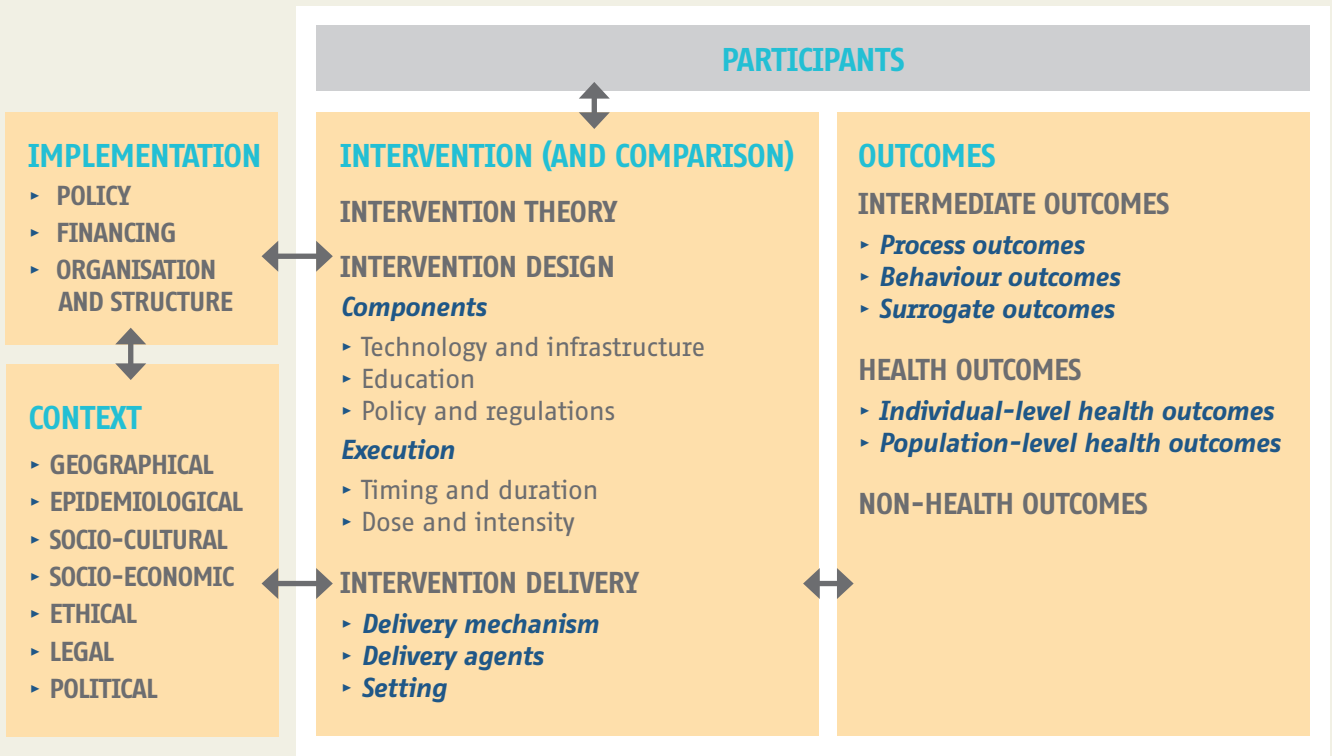 PARTICIPANTS
IMPLEMENTATION
▸ POLICY
▸ FINANCING
▸ ORGANISATION
AND STRUCTURE
CONTEXT
▸ GEOGRAPHICAL
▸ EPIDEMIOLOGICAL
▸ SOCIO-CULTURAL
▸ SOCIO-ECONOMIC
▸ ETHICAL
▸ LEGAL
▸ POLITICAL
INTERVENTION (AND COMPARISON)
INTERVENTION THEORY
INTERVENTION DESIGN
Components
▸ Technology and infrastructure
▸ Education
▸ Policy and regulations
Execution
▸ Timing and duration
▸ Dose and intensity
INTERVENTION DELIVERY
▸ Delivery mechanism
▸ Delivery agents
▸ Setting
OUTCOMES
INTERMEDIATE OUTCOMES
▸ Process outcomes
▸ Behaviour outcomes
▸ Surrogate outcomes
HEALTH OUTCOMES
▸ Individual-level health outcomes
▸ Population-level health outcomes
NON-HEALTH OUTCOMES